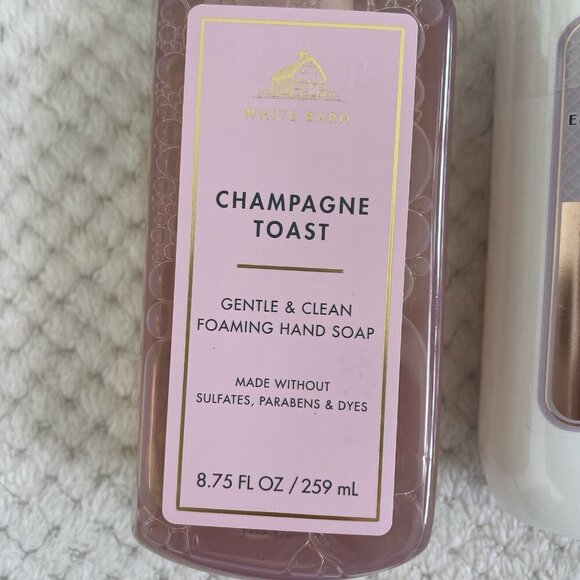 WHITE BARN
CHAMPAGNE
TOAST
GENTLE & CLEAN
FOAMING HAND SOAP
MADE WITHOUT
SULFATES, PARABENS & DYES
8.75 FL OZ / 259 mL